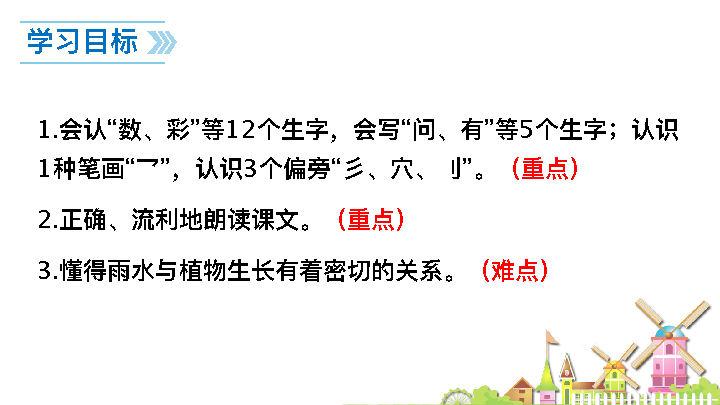 学习目标
1.会认“数、彩”等12个生字，会写“问、有”等5个生字；认识
1种笔画“乛”，认识3个偏旁“彡、穴、刂”。（重点）
2.正确、流利地朗读课文。（重点）
3.懂得雨水与植物生长有着密切的关系。（难点）